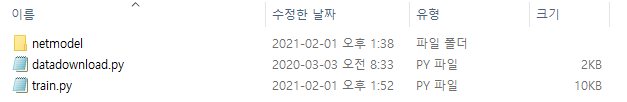 이름 수정한 날짜 유형 크기
netmodel 2021-02-01 오후 1:38 파일 폴더
datadownload.py 2020-03-03 오전 8:33 PY 파일 2KB
train.py 2021-02-01 오후 1:52 PY 파일 10KB